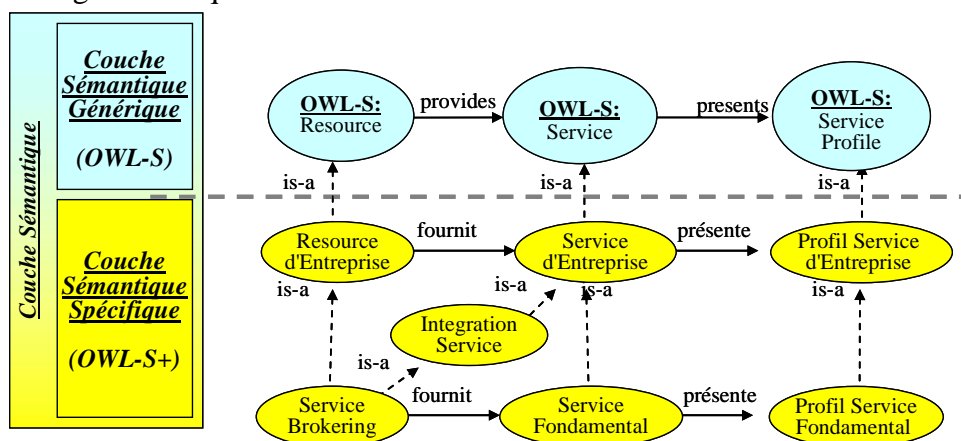 Couche Sémantique
Couche
Sémantique
Générique
(OWL-S)
OWL-S:
Resource
provides
OWL-S:
Service
presents
OWL-S:
Service
Profile
is-a
is-a
is-a
Couche
Sémantique
Spécifique
(OWL-S+)
Resource
d'Entreprise
fournit
Service
d'Entreprise
présente
Profil Service
d'Entreprise
is-a
is-a
is-a
is-a
Integration
Service
is-a
Service
Brokering
fournit
Service
Fondamental
présente
Profil Service
Fondamental